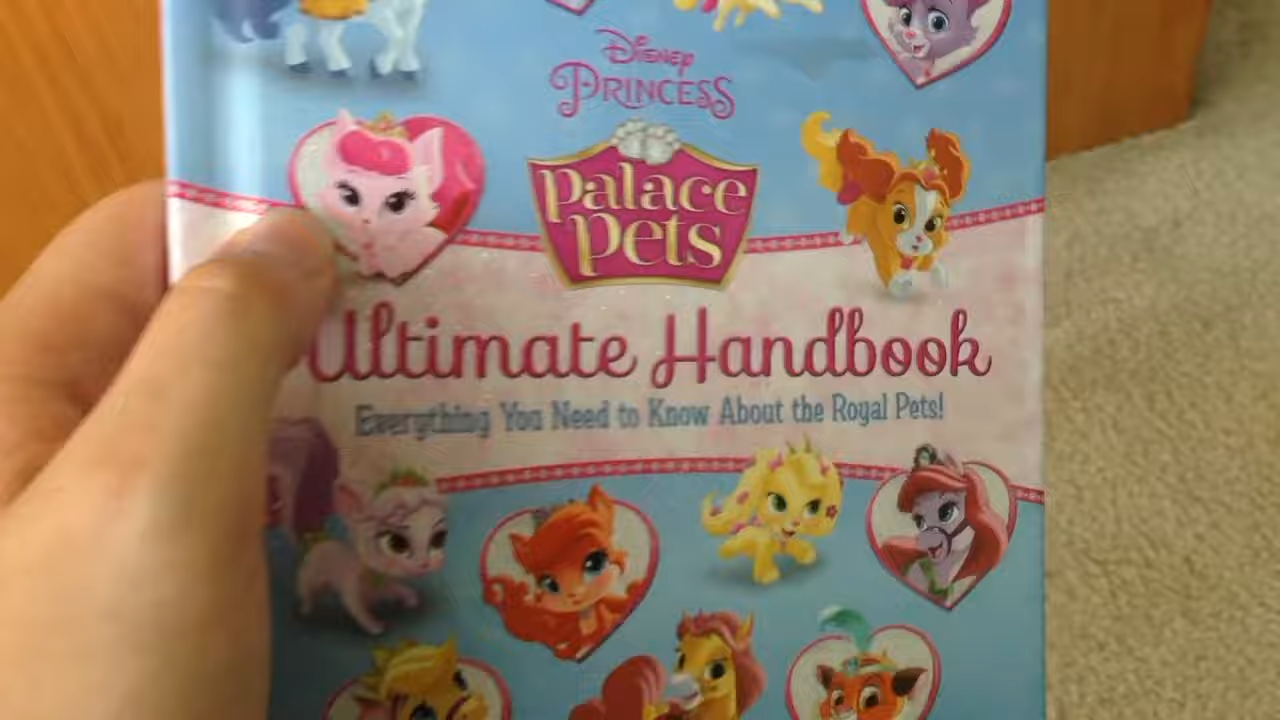 Disney
PRINCESS
Palace
Pets
Ultimate Handbook
Everything You Need to Know About the Royal Pets!